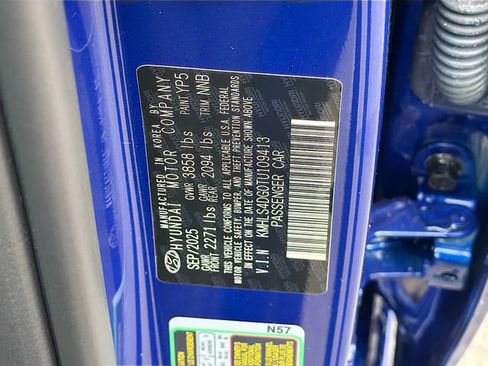 MANUFACTURED IN KOREA BY
HYUNDAI MOTOR COMPANY
SEP/2025 GVWR 3858 lbs PAINT YP5
GAWR FRONT 2271 lbs GAWR REAR 2094 lbs TRIM NNB
THIS VEHICLE CONFORMS TO ALL APPLICABLE U.S.A. FEDERAL
MOTOR VEHICLE SAFETY, BUMPER, AND THEFT PREVENTION STANDARDS
IN EFFECT ON THE DATE OF MANUFACTURE SHOWN ABOVE.
V.I.N : KMHLS4DG0TU109413
PASSENGER CAR
N57